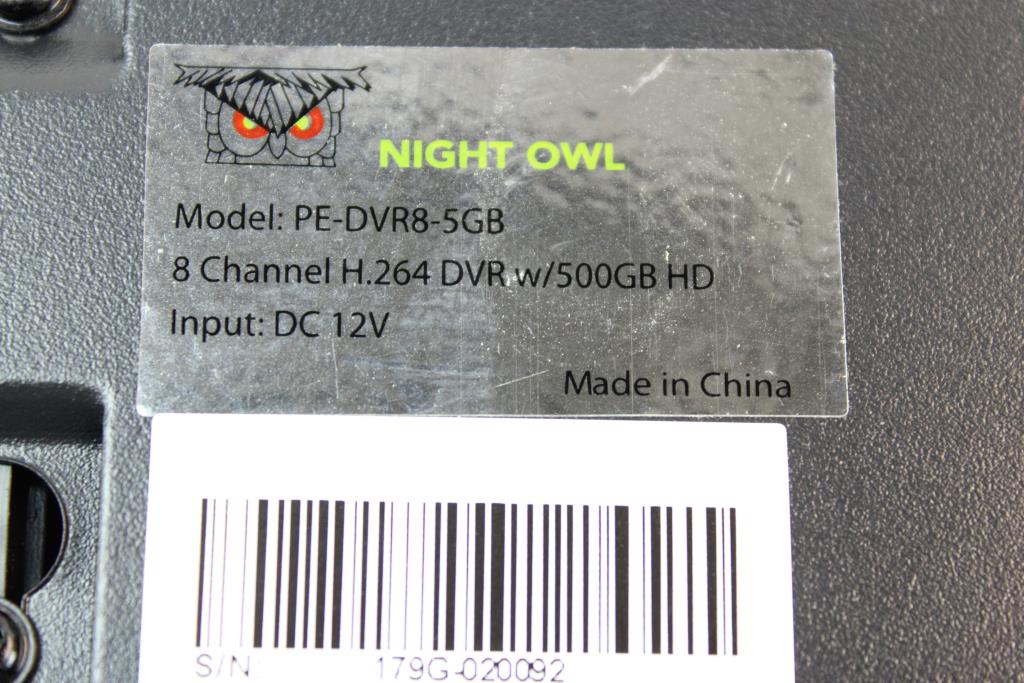 NIGHT OWL
Model: PE-DVR8-5GB
8 Channel H.264 DVR w/500GB HD
Input: DC 12V
Made in China
S/N: 179G-020092